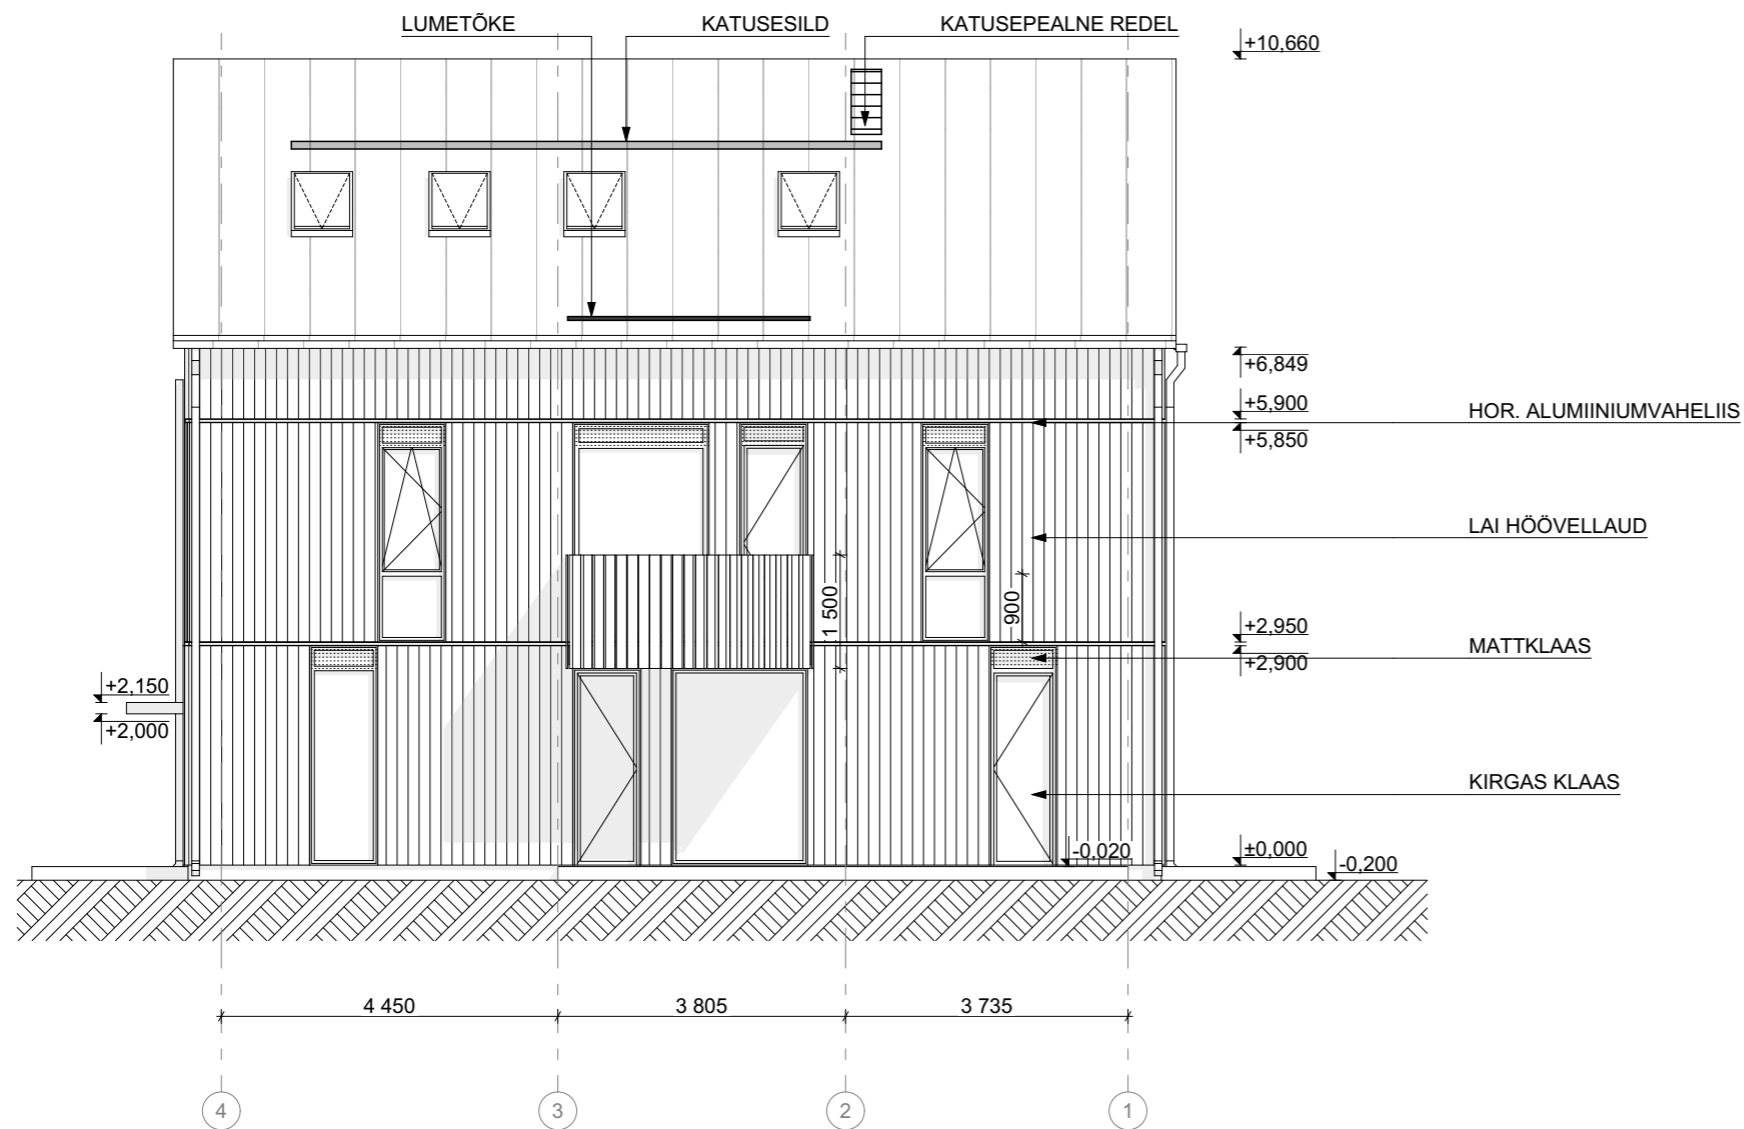 LUMETÕKE
KATUSESILD
KATUSEPEALNE REDEL
+10,660
+6,849
+5,900
HOR. ALUMIINIUMVAHELIIS
+5,850
LAI HÖÖVELLAUD
1 500
900
+2,950
MATTKLAAS
+2,900
+2,150
+2,000
KIRGAS KLAAS
-0,020
±0,000
-0,200
4 450
3 805
3 735
4
3
2
1